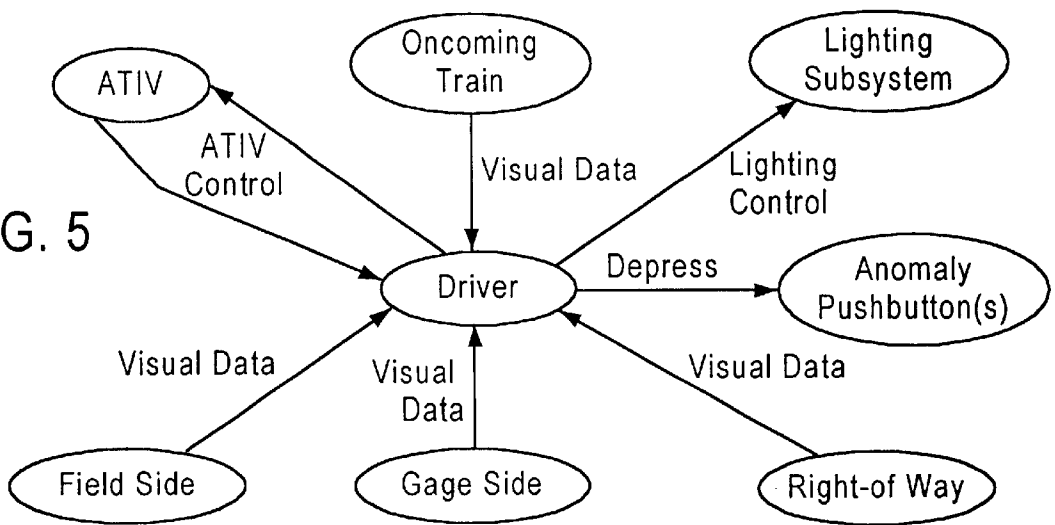 ATIV
Oncoming
Train
Lighting
Subsystem
ATIV
Control
Visual Data
Lighting
Control
G. 5
Driver
Depress
Anomaly
Pushbutton(s)
Visual Data
Visual
Data
Visual Data
Field Side
Gage Side
Right-of Way